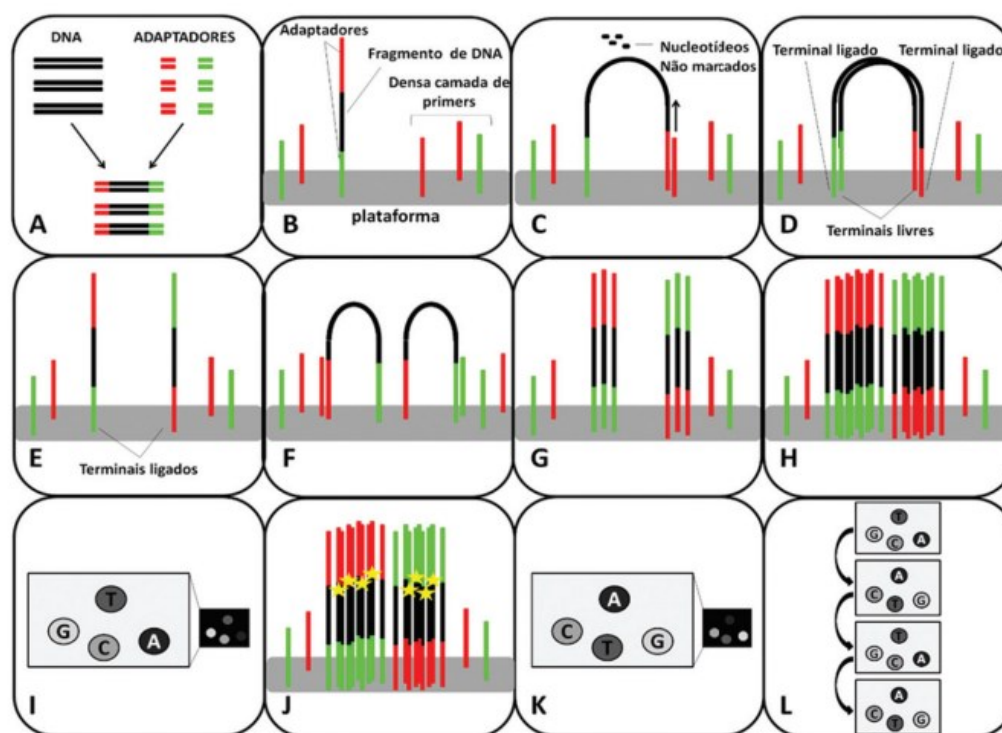 DNA
ADAPTADORES
A
Adaptadores
Fragmento de DNA
Densa camada de
primers
plataforma
B
Nucleotídeos
Não marcados
C
Terminal ligado
Terminal ligado
Terminais livres
D
Terminais ligados
E
F
G
H
T
G
C
A
I
J
A
C
T
G
K
T
G
C
A
A
C
T
G
T
G
C
A
A
C
T
G
L